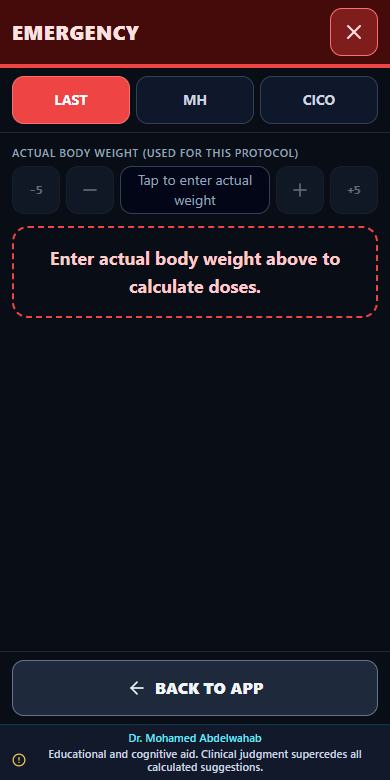 EMERGENCY
LAST
MH
CICO
ACTUAL BODY WEIGHT (USED FOR THIS PROTOCOL)
-5
Tap to enter actual
weight
+5
Enter actual body weight above to
calculate doses.
BACK TO APP
Dr. Mohamed Abdelwahab
Educational and cognitive aid. Clinical judgment supercedes all
calculated suggestions.